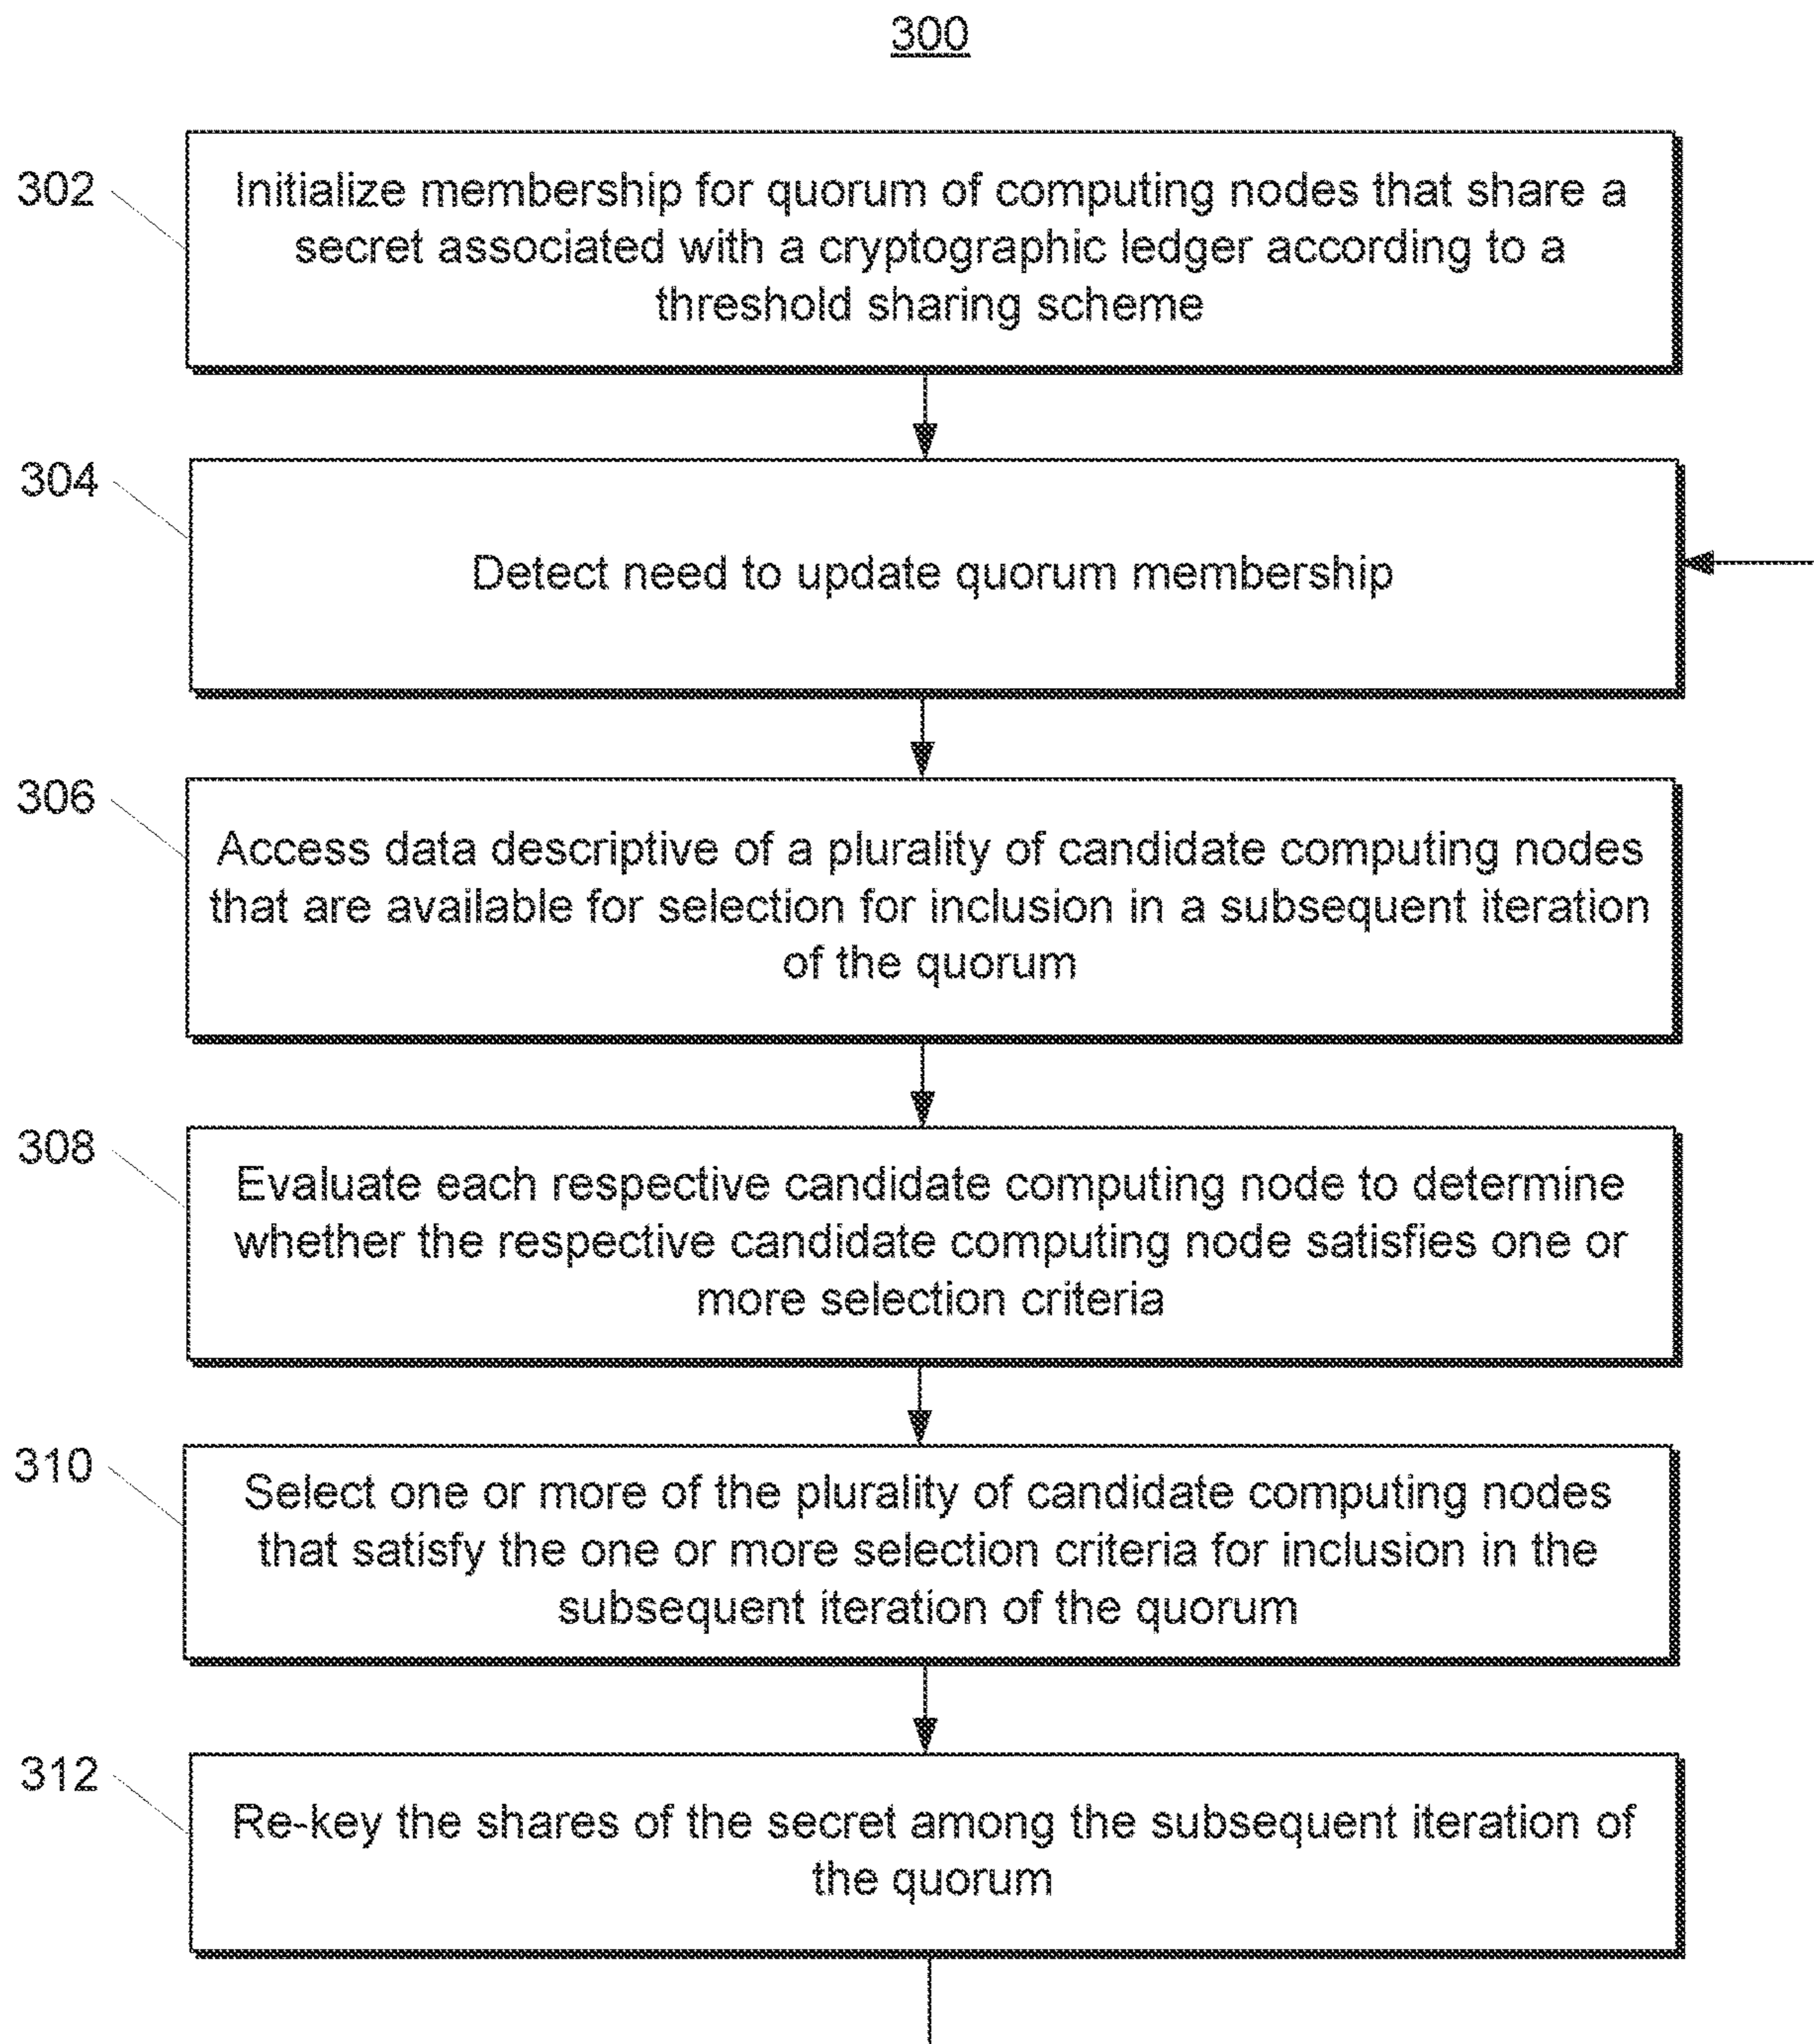 300
302
Initialize membership for quorum of computing nodes that share a
secret associated with a cryptographic ledger according to a
threshold sharing scheme
304
Detect need to update quorum membership
306
Access data descriptive of a plurality of candidate computing nodes
that are available for selection for inclusion in a subsequent iteration
of the quorum
308
Evaluate each respective candidate computing node to determine
whether the respective candidate computing node satisfies one or
more selection criteria
310
Select one or more of the plurality of candidate computing nodes
that satisfy the one or more selection criteria for inclusion in the
subsequent iteration of the quorum
312
Re-key the shares of the secret among the subsequent iteration of
the quorum